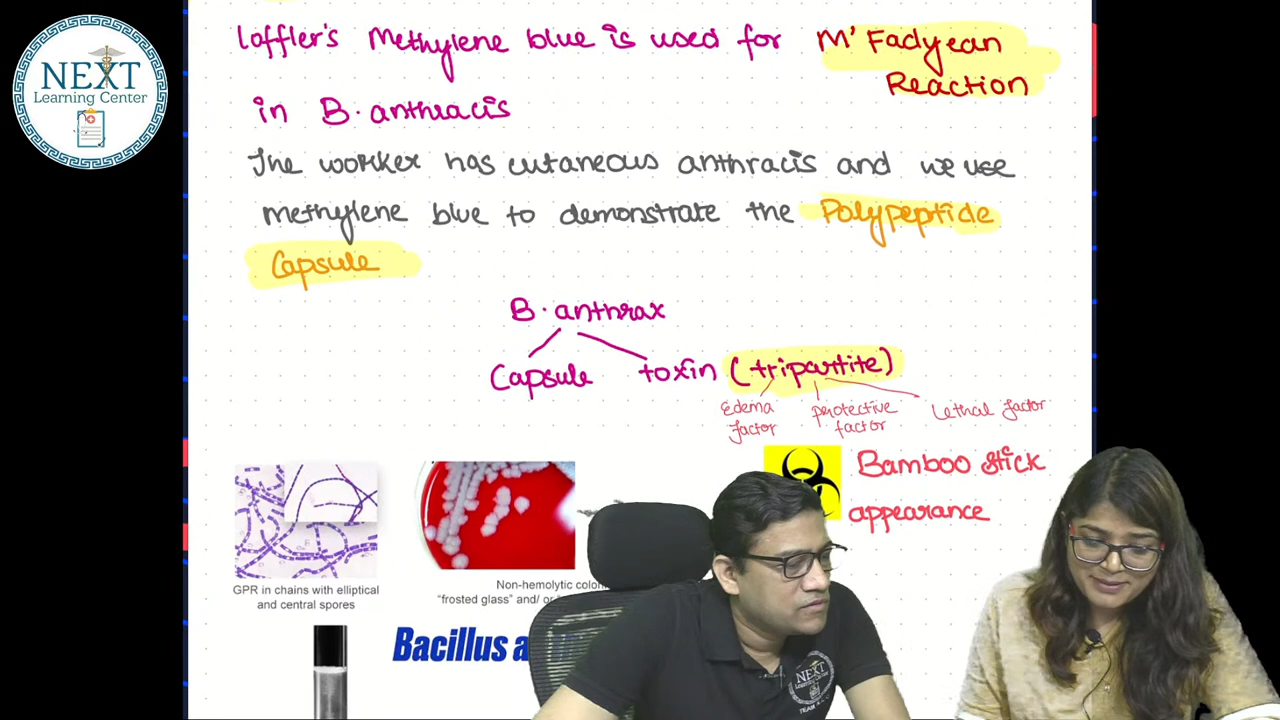 NEXT
Learning Center
Loffler's Methylene blue is used for M'Fadyean
Reaction
in B. anthracis
The worker has cutaneous anthracis and we use
methylene blue to demonstrate the Polypeptide
Capsule
B. anthrax
Capsule toxin (tripartite)
Edema factor
protective factor
Lethal factor
Bamboo stick
appearance
GPR in chains with elliptical
and central spores
Non-hemolytic
"frosted glass" and/ or
Bacillus
NEXT